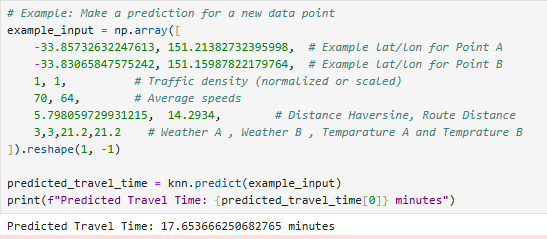 # Example: Make a prediction for a new data point
example_input = np.array([
    -33.85732632247613, 151.21382732395998,  # Example lat/lon for Point A
    -33.83065847575242, 151.15987822179764,  # Example lat/lon for Point B
    1, 1,          # Traffic density (normalized or scaled)
    70, 64,        # Average speeds
    5.798059729931215,  14.2934,        # Distance Haversine, Route Distance
    3,3,21.2,21.2    # Weather A , Weather B , Temparature A and Temprature B
]).reshape(1, -1)
predicted_travel_time = knn.predict(example_input)
print(f"Predicted Travel Time: {predicted_travel_time[0]} minutes")
Predicted Travel Time: 17.653666250682765 minutes